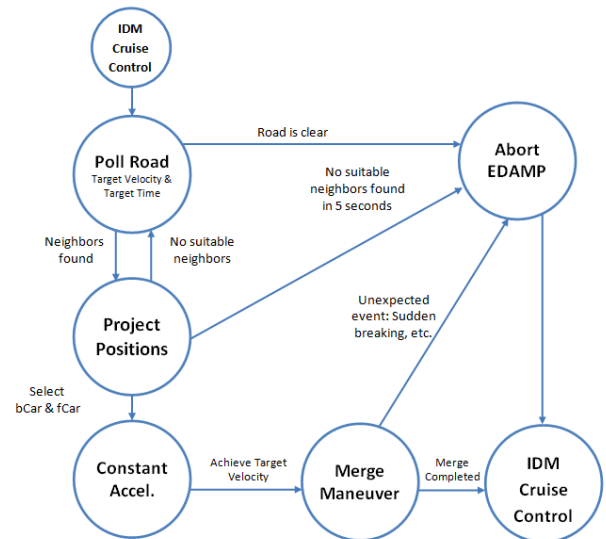 IDM
Cruise
Control
Road is clear
Poll Road
Target Velocity &
Target Time
Abort
EDAMP
No suitable
neighbors found
in 5 seconds
Neighbors
found
No suitable
neighbors
Project
Positions
Unexpected
event: Sudden
breaking, etc.
Select
bCar & fCar
Constant
Accel.
Achieve Target
Velocity
Merge
Maneuver
Merge
Completed
IDM
Cruise
Control